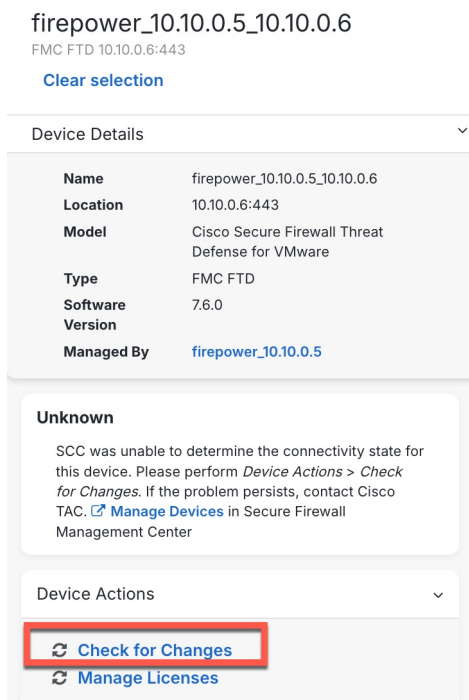 firepower_10.10.0.5_10.10.0.6
FMC FTD 10.10.0.6:443
Clear selection
Device Details
Name firepower_10.10.0.5_10.10.0.6
Location 10.10.0.6:443
Model Cisco Secure Firewall Threat
Defense for VMware
Type FMC FTD
Software 7.6.0
Version
Managed By firepower_10.10.0.5
Unknown
SCC was unable to determine the connectivity state for
this device. Please perform Device Actions > Check
for Changes. If the problem persists, contact Cisco
TAC. Manage Devices in Secure Firewall
Management Center
Device Actions
Check for Changes
Manage Licenses